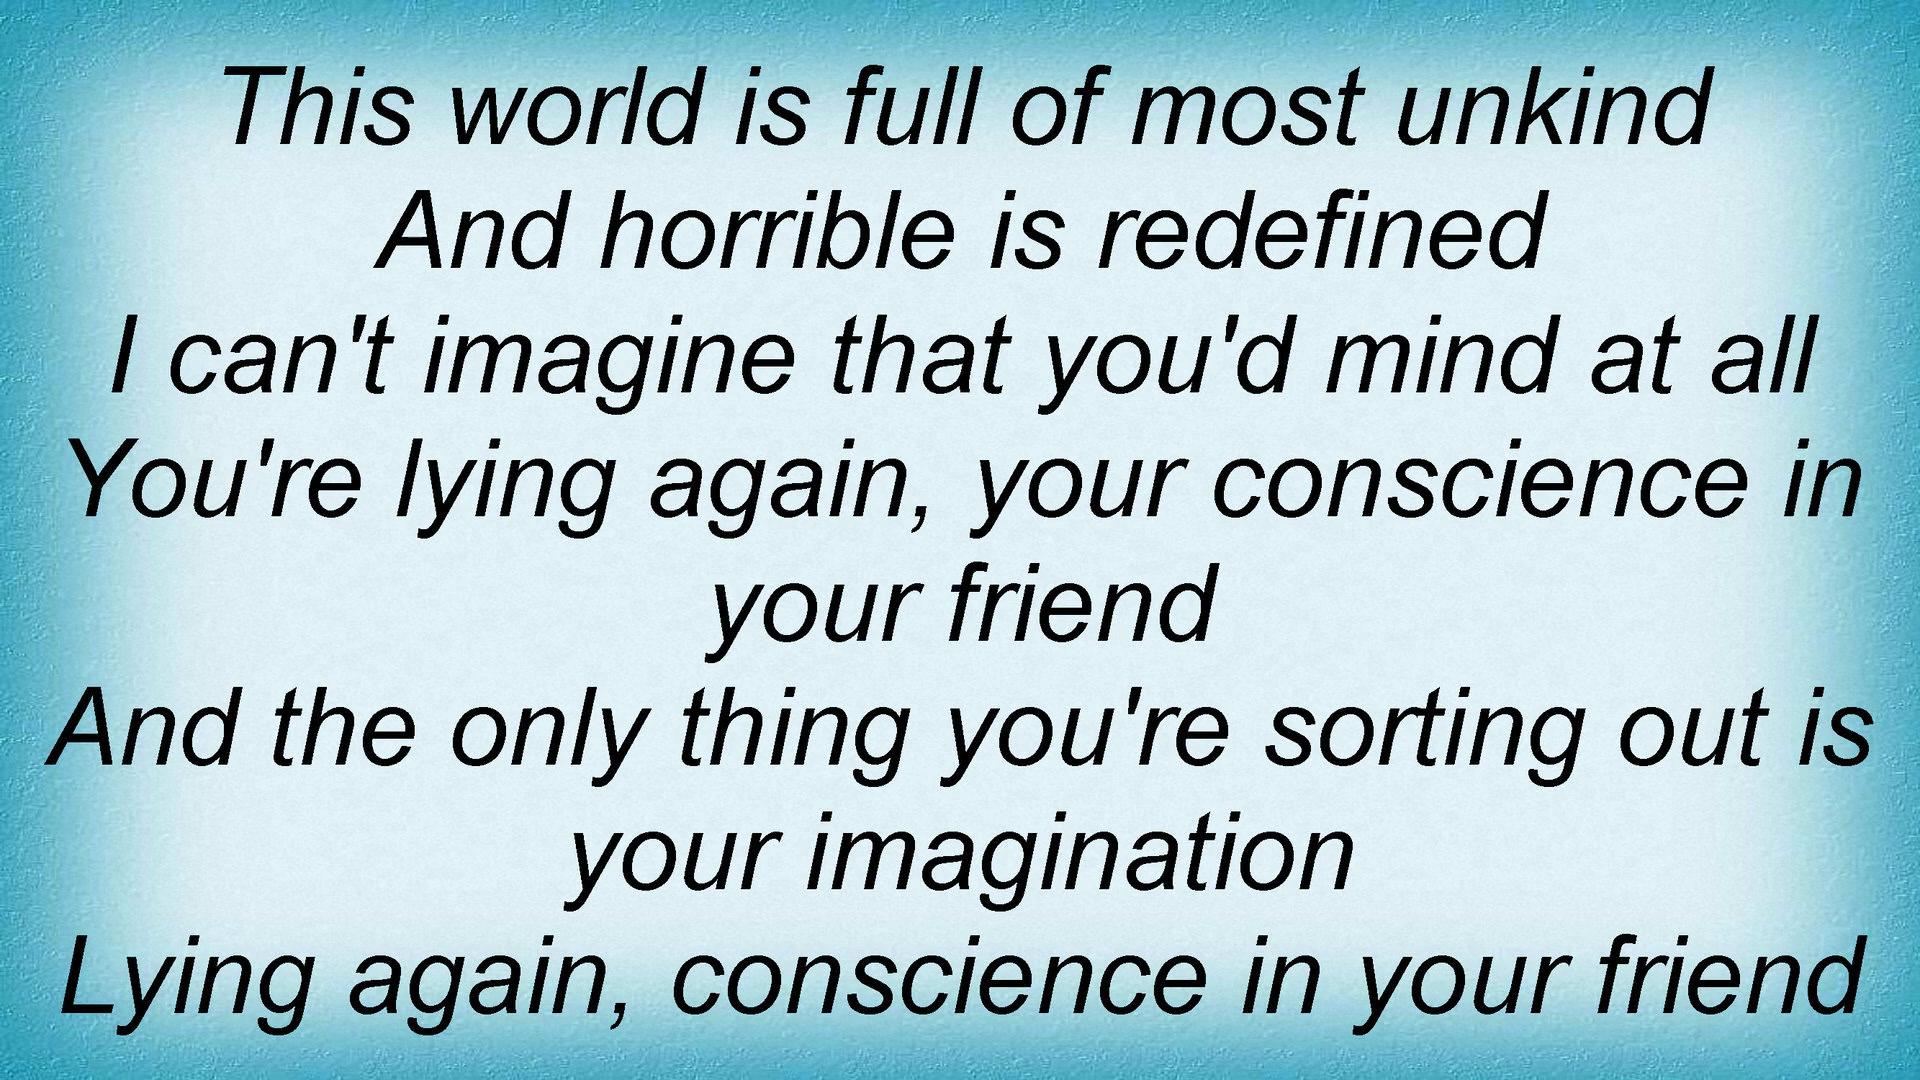 This world is full of most unkind
And horrible is redefined
I can't imagine that you'd mind at all
You're lying again, your conscience in
your friend
And the only thing you're sorting out is
your imagination
Lying again, conscience in your friend